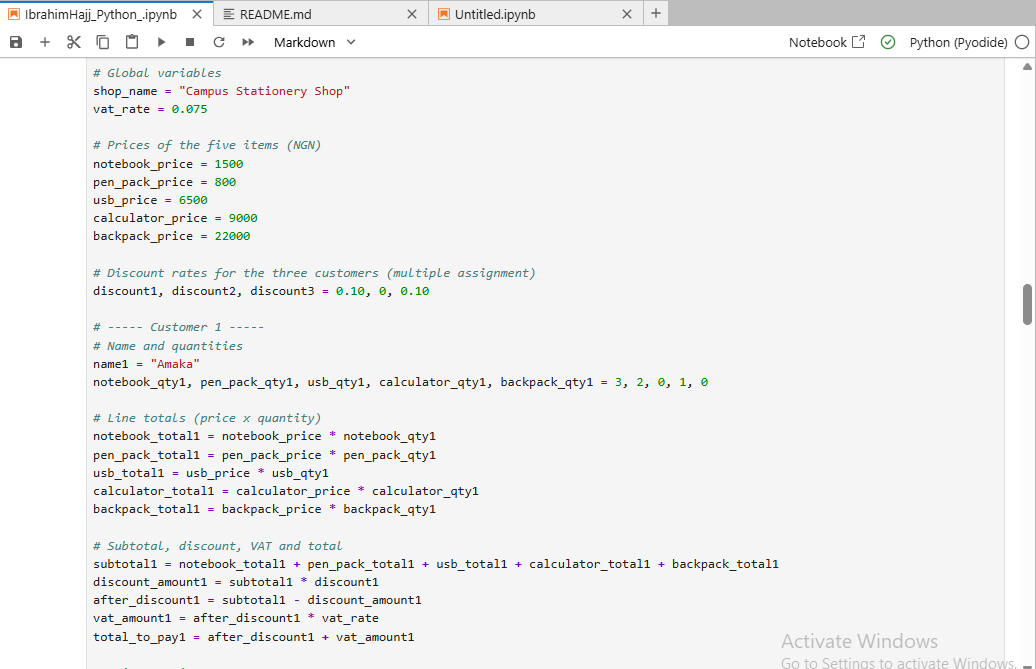 IbrahimHajj_Python_.ipynb
README.md
Untitled.ipynb
Markdown
Notebook
Python (Pyodide)
# Global variables
shop_name = "Campus Stationery Shop"
vat_rate = 0.075
# Prices of the five items (NGN)
notebook_price = 1500
pen_pack_price = 800
usb_price = 6500
calculator_price = 9000
backpack_price = 22000
# Discount rates for the three customers (multiple assignment)
discount1, discount2, discount3 = 0.10, 0, 0.10
# ----- Customer 1 -----
# Name and quantities
name1 = "Amaka"
notebook_qty1, pen_pack_qty1, usb_qty1, calculator_qty1, backpack_qty1 = 3, 2, 0, 1, 0
# Line totals (price x quantity)
notebook_total1 = notebook_price * notebook_qty1
pen_pack_total1 = pen_pack_price * pen_pack_qty1
usb_total1 = usb_price * usb_qty1
calculator_total1 = calculator_price * calculator_qty1
backpack_total1 = backpack_price * backpack_qty1
# Subtotal, discount, VAT and total
subtotal1 = notebook_total1 + pen_pack_total1 + usb_total1 + calculator_total1 + backpack_total1
discount_amount1 = subtotal1 * discount1
after_discount1 = subtotal1 - discount_amount1
vat_amount1 = after_discount1 * vat_rate
total_to_pay1 = after_discount1 + vat_amount1
Activate Windows
Go to Settings to activate Windows.